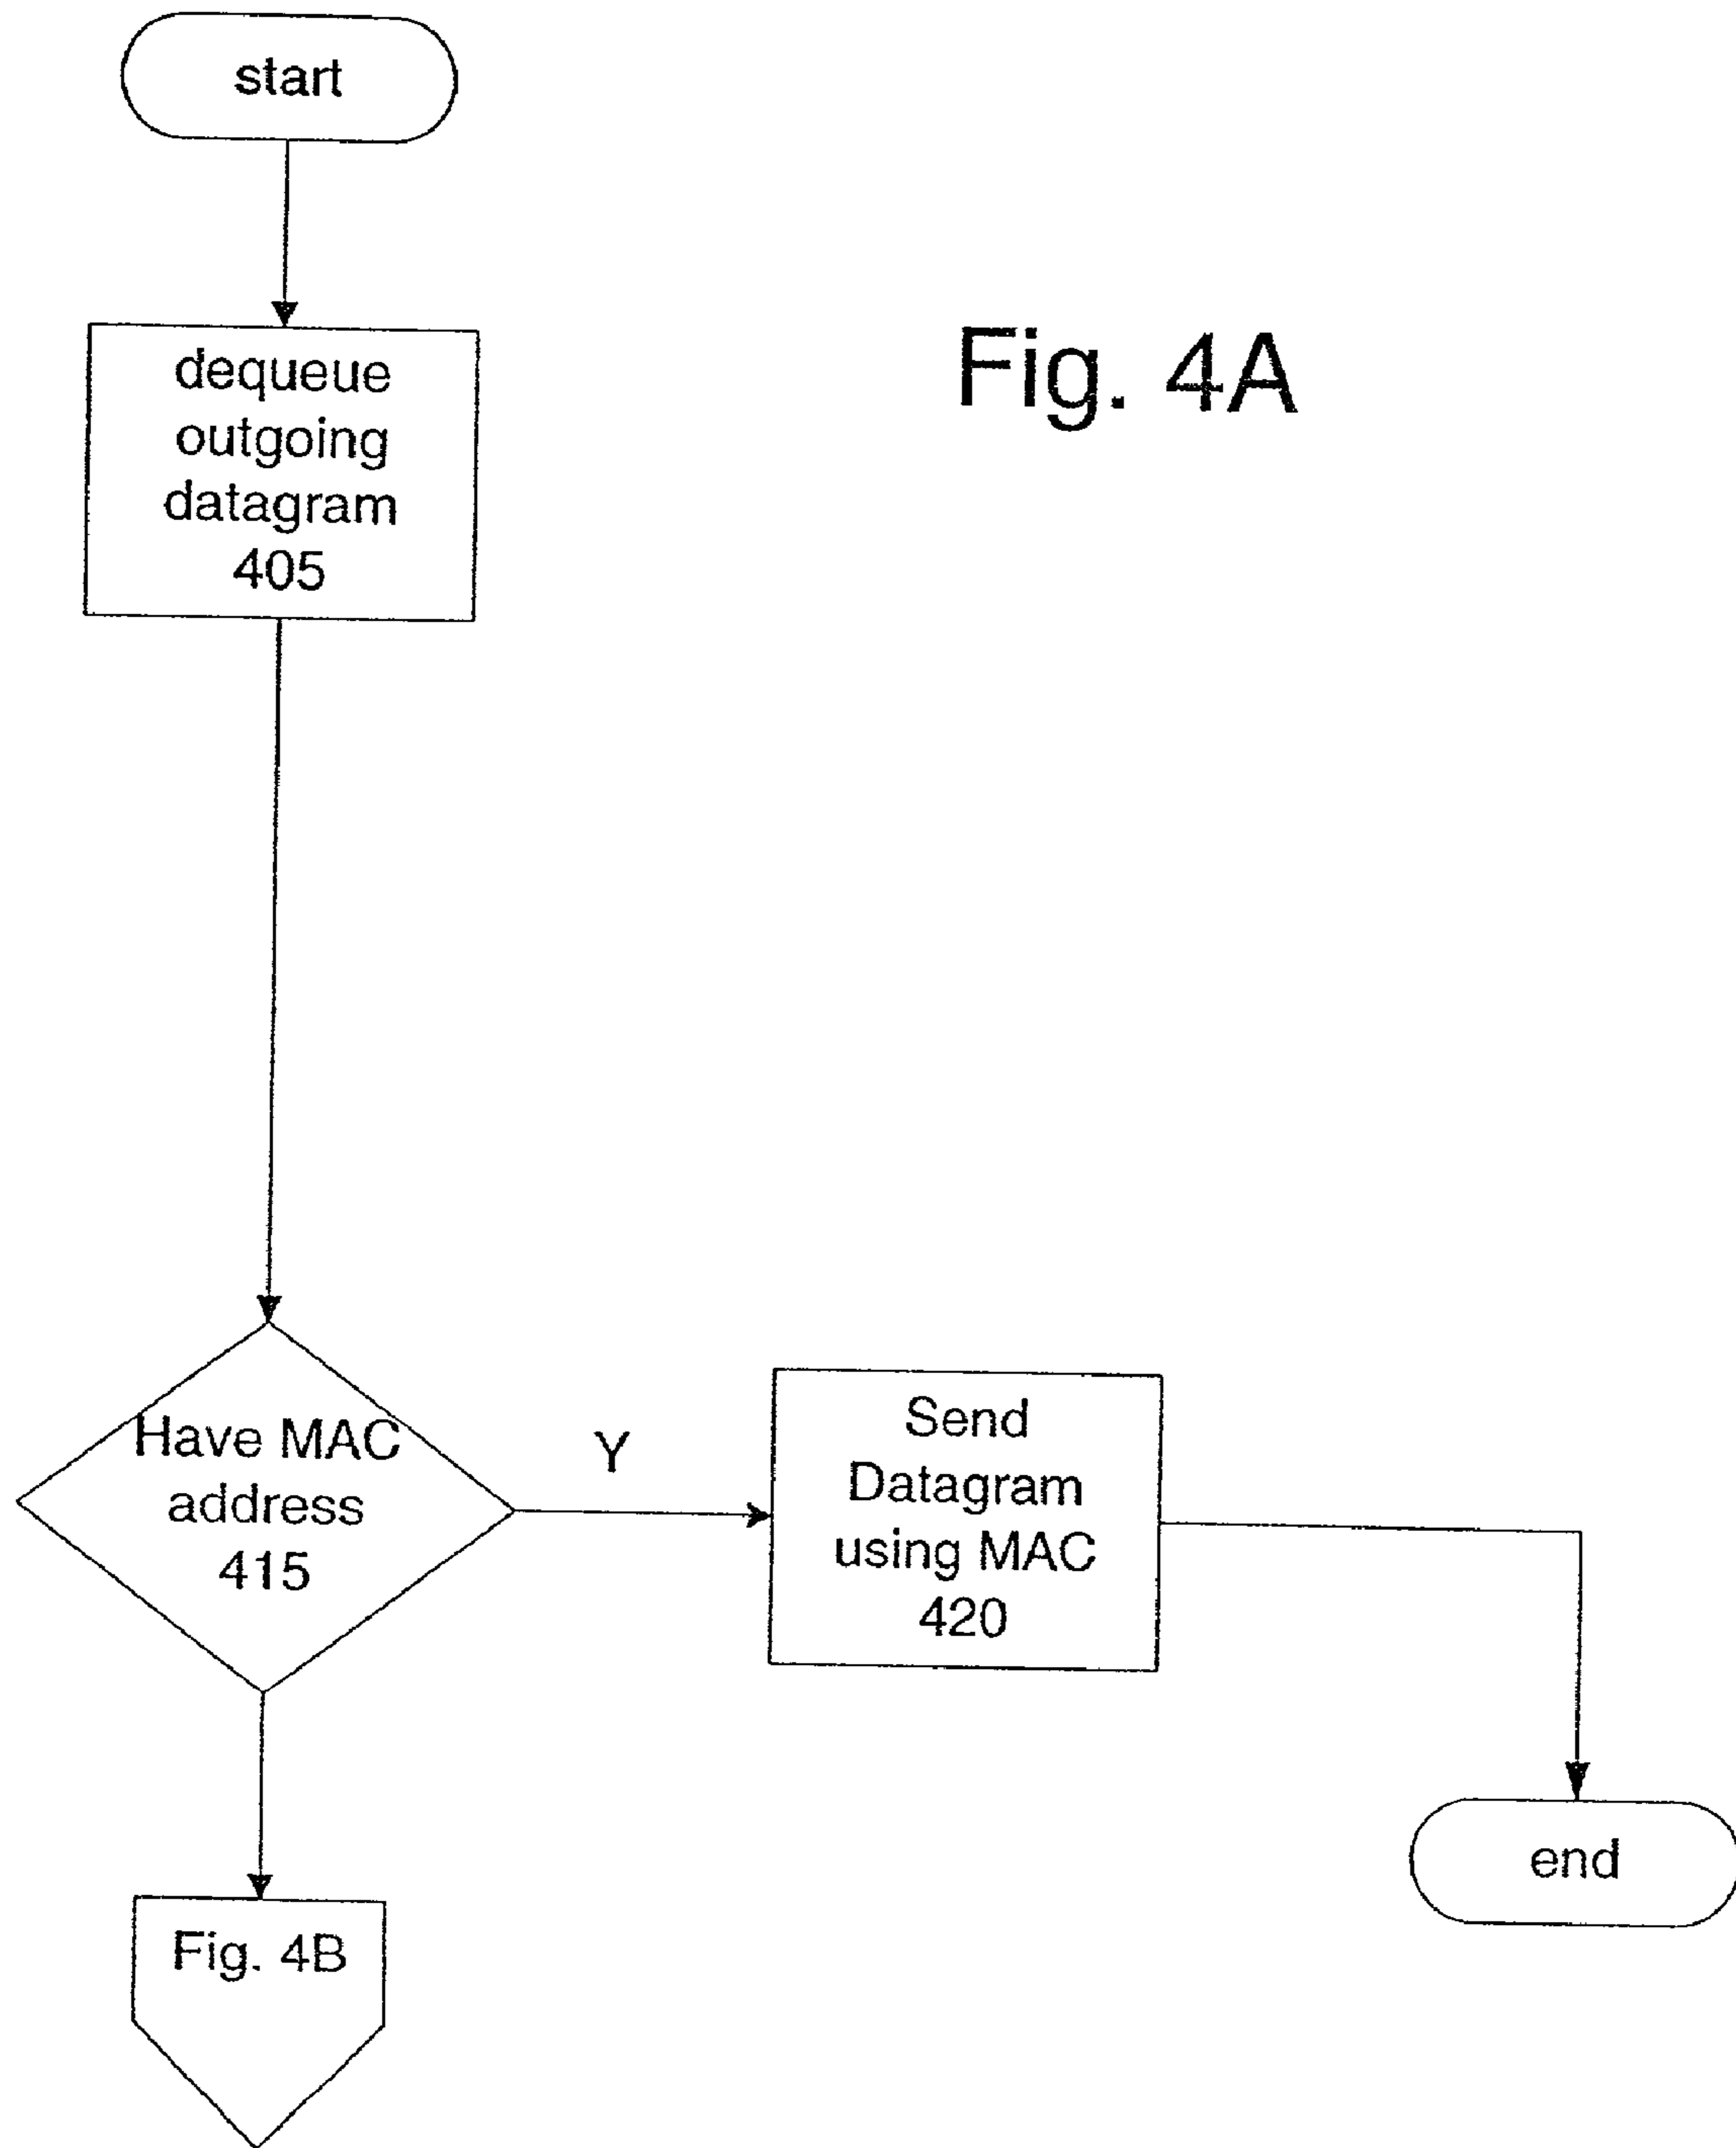 start
Fig. 4A
dequeue
outgoing
datagram
405
Have MAC
address
415
Y
Send
Datagram
using MAC
420
end
Fig. 4B